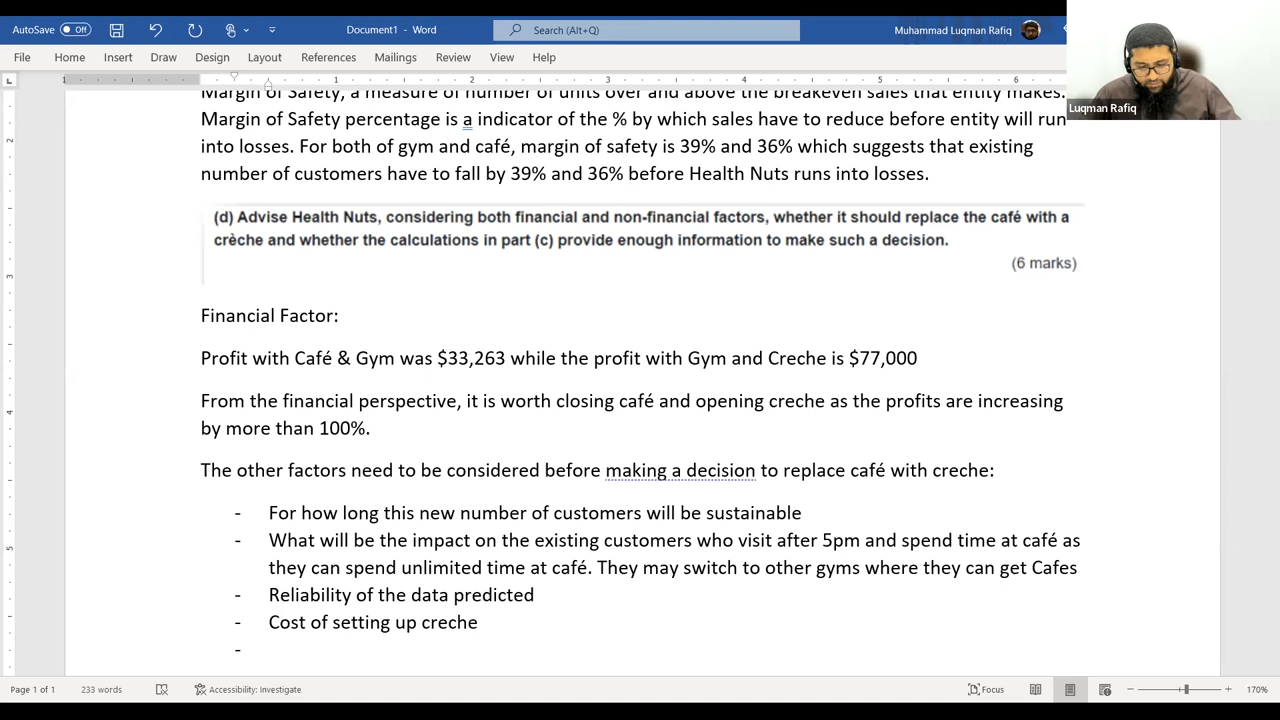 AutoSave Off Document1 - Word Search (Alt+Q) Muhammad Luqman Rafiq
File Home Insert Draw Design Layout References Mailings Review View Help
Luqman Rafiq
1 1 2 3 4 5 6
Margin of Safety, a measure of number of units over and above the breakeven sales that entity makes.
Margin of Safety percentage is a indicator of the % by which sales have to reduce before entity will run
into losses. For both of gym and café, margin of safety is 39% and 36% which suggests that existing
number of customers have to fall by 39% and 36% before Health Nuts runs into losses.
(d) Advise Health Nuts, considering both financial and non-financial factors, whether it should replace the café with a
crèche and whether the calculations in part (c) provide enough information to make such a decision.
(6 marks)
Financial Factor:
Profit with Café & Gym was $33,263 while the profit with Gym and Creche is $77,000
From the financial perspective, it is worth closing café and opening creche as the profits are increasing
by more than 100%.
The other factors need to be considered before making a decision to replace café with creche:
- For how long this new number of customers will be sustainable
- What will be the impact on the existing customers who visit after 5pm and spend time at café as
they can spend unlimited time at café. They may switch to other gyms where they can get Cafes
- Reliability of the data predicted
- Cost of setting up creche
-
2
3
4
5
Page 1 of 1 233 words Accessibility: Investigate Focus 170%